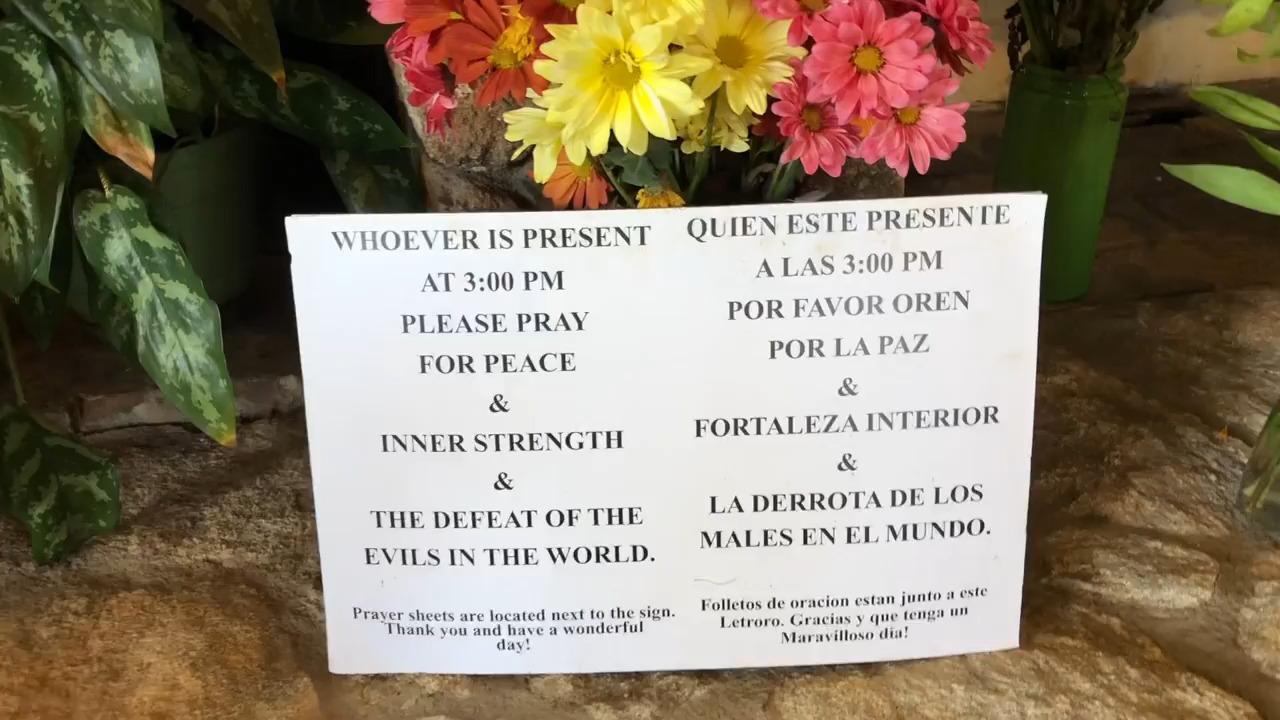 WHOEVER IS PRESENT
AT 3:00 PM
PLEASE PRAY
FOR PEACE
&
INNER STRENGTH
&
THE DEFEAT OF THE
EVILS IN THE WORLD.
Prayer sheets are located next to the sign.
Thank you and have a wonderful
day!
QUIEN ESTE PRESENTE
A LAS 3:00 PM
POR FAVOR OREN
POR LA PAZ
&
FORTALEZA INTERIOR
&
LA DERROTA DE LOS
MALES EN EL MUNDO.
Folletos de oracion estan junto a este
Letroro. Gracias y que tenga un
Maravilloso dia!